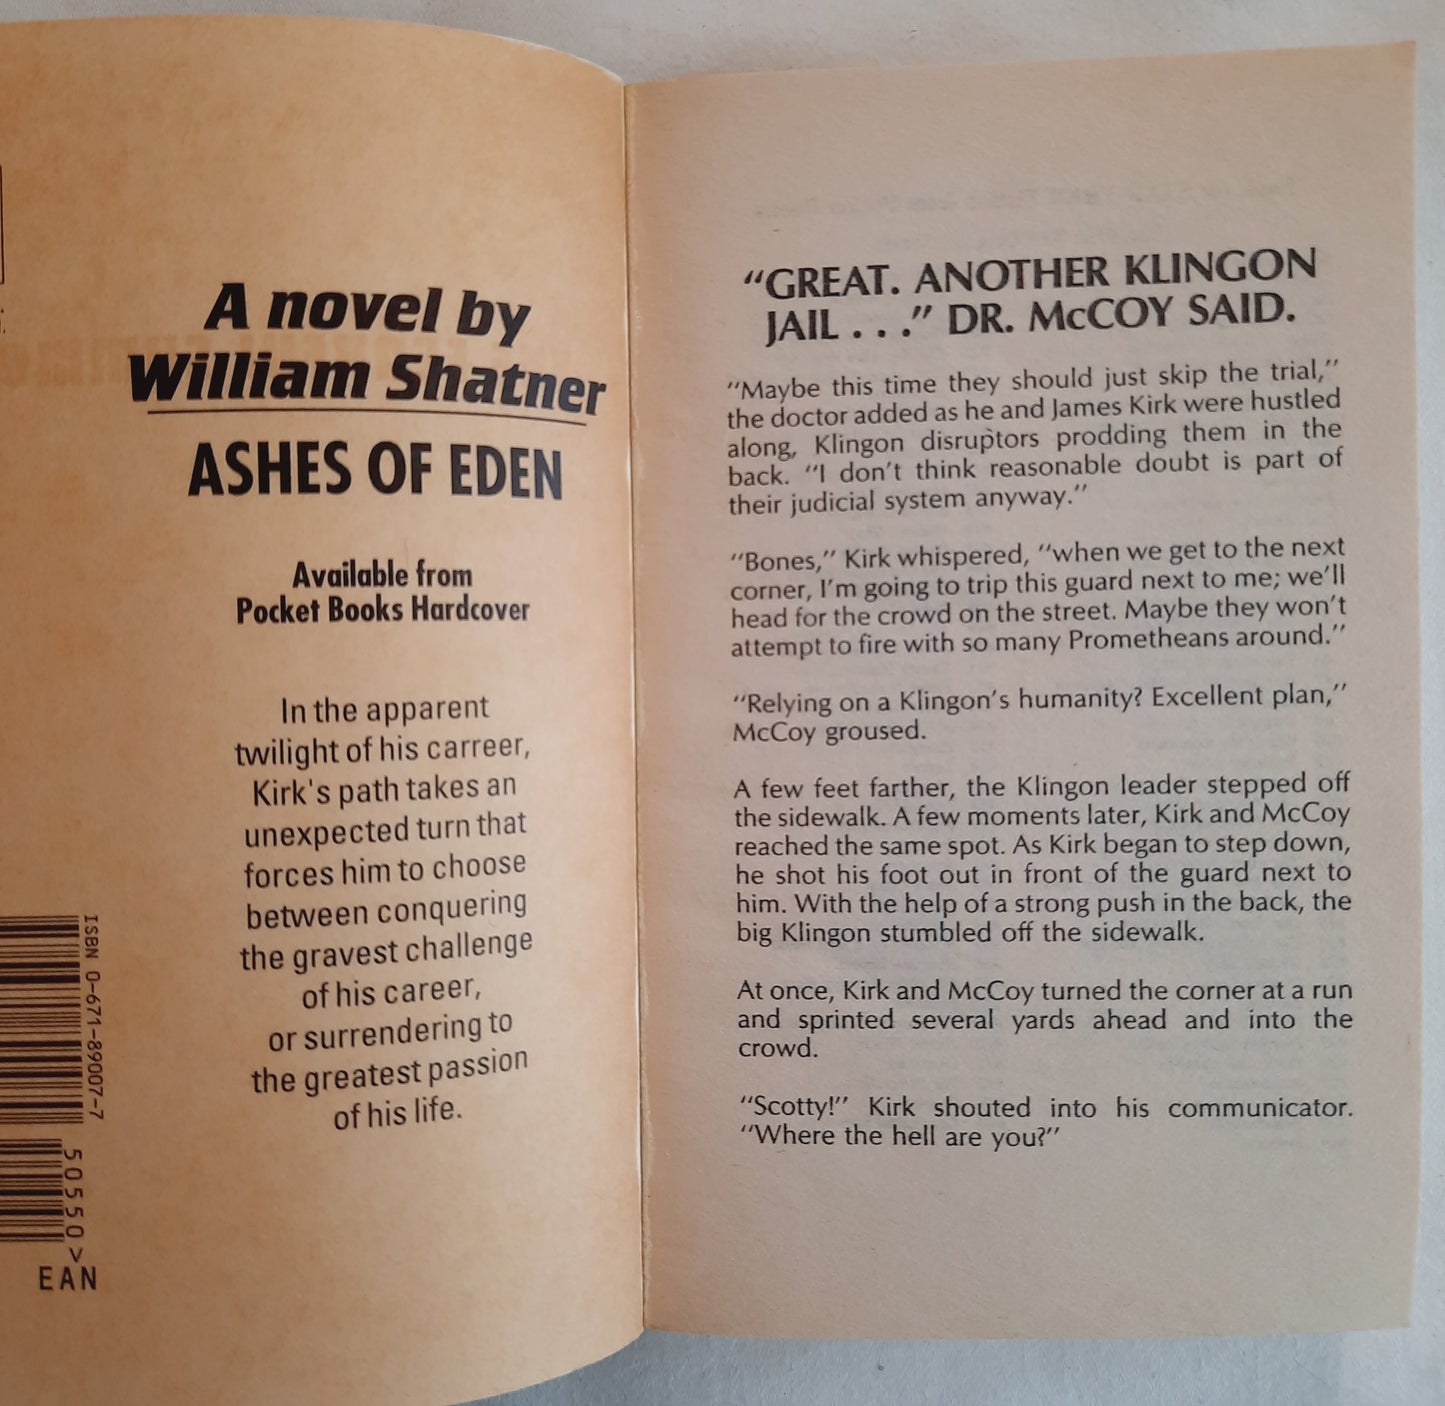 A novel by
William Shatner
ASHES OF EDEN
Available from
Pocket Books Hardcover
In the apparent
twilight of his carreer,
Kirk's path takes an
unexpected turn that
forces him to choose
between conquering
the gravest challenge
of his career,
or surrendering to
the greatest passion
of his life.
ISBN 0-671-89007-7
50550>
EAN
"GREAT. ANOTHER KLINGON
JAIL . . ." DR. McCOY SAID.
"Maybe this time they should just skip the trial,"
the doctor added as he and James Kirk were hustled
along, Klingon disruptors prodding them in the
back. "I don't think reasonable doubt is part of
their judicial system anyway."
"Bones," Kirk whispered, "when we get to the next
corner, I'm going to trip this guard next to me; we'll
head for the crowd on the street. Maybe they won't
attempt to fire with so many Prometheans around."
"Relying on a Klingon's humanity? Excellent plan,"
McCoy groused.
A few feet farther, the Klingon leader stepped off
the sidewalk. A few moments later, Kirk and McCoy
reached the same spot. As Kirk began to step down,
he shot his foot out in front of the guard next to
him. With the help of a strong push in the back, the
big Klingon stumbled off the sidewalk.
At once, Kirk and McCoy turned the corner at a run
and sprinted several yards ahead and into the
crowd.
"Scotty!" Kirk shouted into his communicator.
"Where the hell are you?"